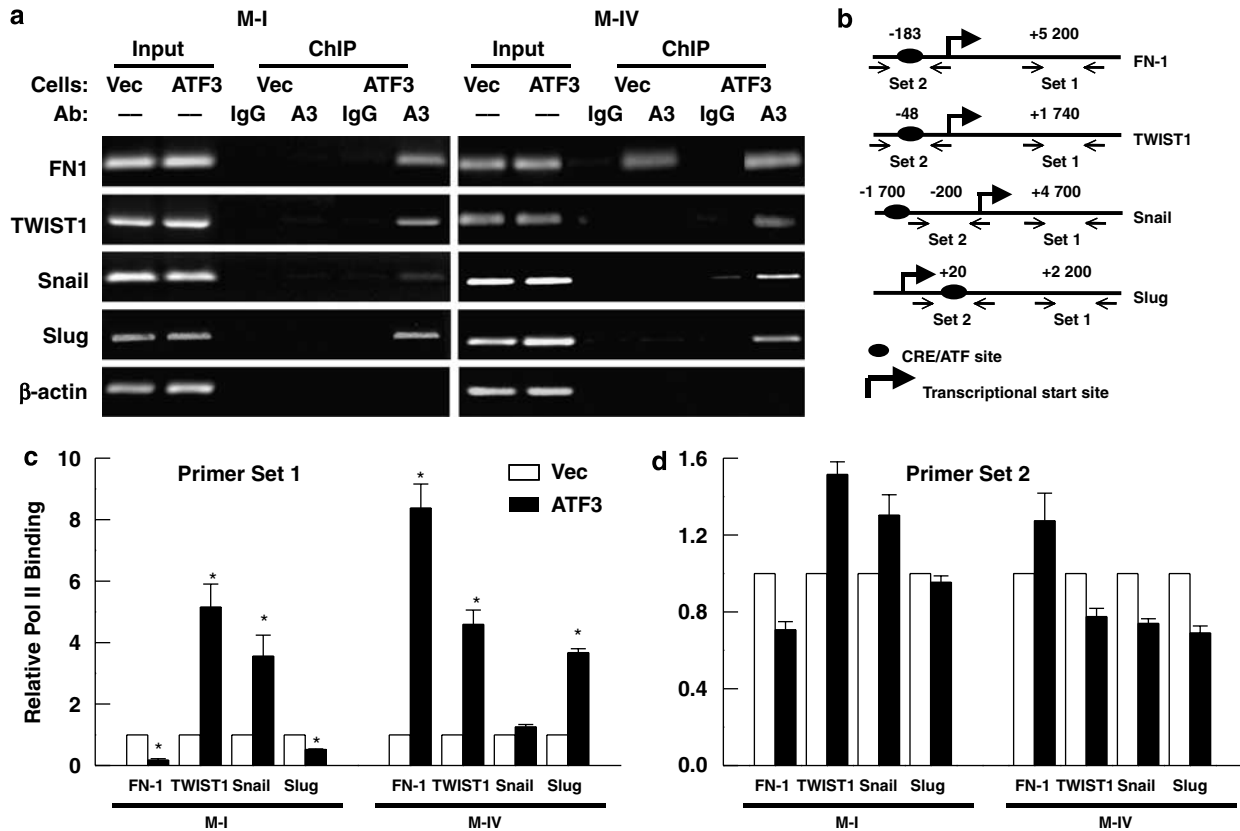 a
M-I
M-IV
Input
ChIP
Input
ChIP
Cells: Vec ATF3 Vec ATF3 Vec ATF3 Vec ATF3
Ab: — — IgG A3 IgG A3 — — IgG A3 IgG A3
FN1
TWIST1
Snail
Slug
β-actin
b
-183
+5 200
FN-1
Set 2
Set 1
-48
+1 740
TWIST1
Set 2
Set 1
-1 700
-200
+4 700
Snail
Set 2
Set 1
+20
+2 200
Slug
Set 2
Set 1
CRE/ATF site
Transcriptional start site
c
Primer Set 1
Vec
ATF3
Relative Pol II Binding
10
8
6
4
2
0
* * * * * * *
FN-1 TWIST1 Snail Slug FN-1 TWIST1 Snail Slug
M-I
M-IV
d
Primer Set 2
1.6
1.2
0.8
0.4
0.0
FN-1 TWIST1 Snail Slug FN-1 TWIST1 Snail Slug
M-I
M-IV